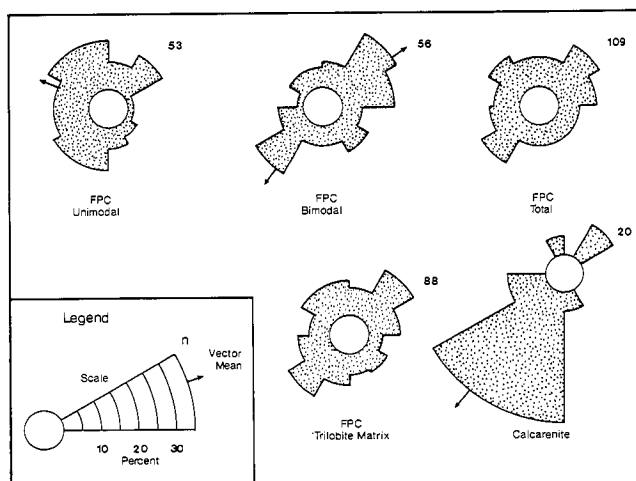 53
56
109
FPC
Unimodal
FPC
Bimodal
FPC
Total
20
88
FPC
Trilobite Matrix
Calcarenite
Legend
n
Scale
Vector
Mean
10 20 30
Percent